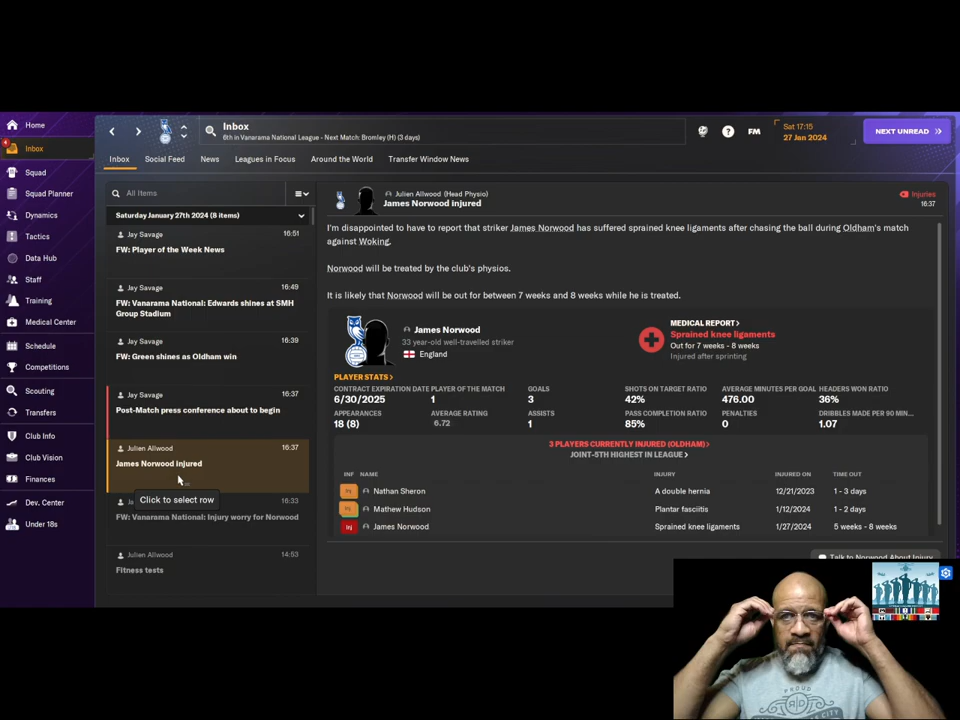 Home
Inbox
Squad
Squad Planner
Dynamics
Tactics
Data Hub
Staff
Training
Medical Center
Schedule
Competitions
Scouting
Transfers
Club Info
Club Vision
Finances
Dev. Center
Under 18s
Inbox
6th in Vanarama National League - Next Match: Bromley (H) (3 days)
FM
Sat 17:15
27 Jan 2024
NEXT UNREAD
Inbox Social Feed News Leagues in Focus Around the World Transfer Window News
All Items
Saturday January 27th 2024 (8 items)
Jay Savage 16:51
FW: Player of the Week News
Jay Savage 16:49
FW: Vanarama National: Edwards shines at SMH
Group Stadium
Jay Savage 16:39
FW: Green shines as Oldham win
Jay Savage 16:37
Post-Match press conference about to begin
Julien Allwood 16:37
James Norwood injured
Click to select row
16:33
FW: Vanarama National: Injury worry for Norwood
Julien Allwood 14:53
Fitness tests
Julien Allwood (Head Physio)
James Norwood injured
Injuries
16:37
I'm disappointed to have to report that striker James Norwood has suffered sprained knee ligaments after chasing the ball during Oldham's match
against Woking.
Norwood will be treated by the club's physios.
It is likely that Norwood will be out for between 7 weeks and 8 weeks while he is treated.
James Norwood
33 year-old well-travelled striker
England
MEDICAL REPORT >
Sprained knee ligaments
Out for 7 weeks - 8 weeks
Injured after sprinting
PLAYER STATS >
CONTRACT EXPIRATION DATE PLAYER OF THE MATCH GOALS SHOTS ON TARGET RATIO AVERAGE MINUTES PER GOAL HEADERS WON RATIO
6/30/2025 1 3 42% 476.00 36%
APPEARANCES AVERAGE RATING ASSISTS PASS COMPLETION RATIO PENALTIES DRIBBLES MADE PER 90 MIN...
18 (8) 6.72 1 85% 0 1.07
3 PLAYERS CURRENTLY INJURED (OLDHAM) >
JOINT-5TH HIGHEST IN LEAGUE >
INF NAME INJURY INJURED ON TIME OUT
Inj Nathan Sheron A double hernia 12/21/2023 1 - 3 days
Inj Mathew Hudson Plantar fasciitis 1/12/2024 1 - 2 days
Inj James Norwood Sprained knee ligaments 1/27/2024 5 weeks - 8 weeks
Talk to Norwood About Injury
PROUD